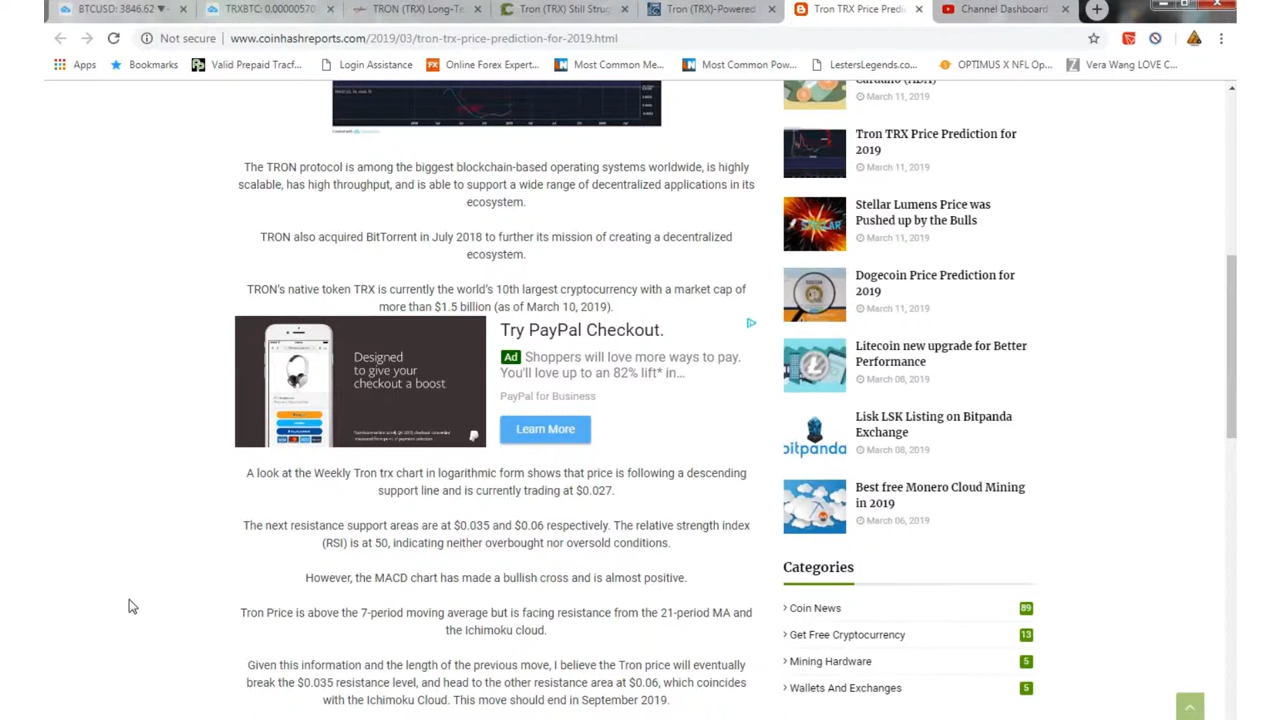 BTCUSD: 3846.62 ▼
TRXBTC: 0.00000570
TRON (TRX) Long-Te
Tron (TRX) Still Stru
Tron (TRX)-Powered
Tron TRX Price Predi
Channel Dashboard
Not secure
www.coinhashreports.com/2019/03/tron-trx-price-prediction-for-2019.html
Apps
Bookmarks
Valid Prepaid Tracf...
Login Assistance
Online Forex Expert...
Most Common Me...
Most Common Pow...
LestersLegends.co...
OPTIMUS X NFL Op...
Vera Wang LOVE C...
The TRON protocol is among the biggest blockchain-based operating systems worldwide, is highly
scalable, has high throughput, and is able to support a wide range of decentralized applications in its
ecosystem.
TRON also acquired BitTorrent in July 2018 to further its mission of creating a decentralized
ecosystem.
TRON's native token TRX is currently the world's 10th largest cryptocurrency with a market cap of
more than $1.5 billion (as of March 10, 2019).
Designed
to give your
checkout a boost
Try PayPal Checkout.
Ad Shoppers will love more ways to pay.
You'll love up to an 82% lift* in...
PayPal for Business
Learn More
A look at the Weekly Tron trx chart in logarithmic form shows that price is following a descending
support line and is currently trading at $0.027.
The next resistance support areas are at $0.035 and $0.06 respectively. The relative strength index
(RSI) is at 50, indicating neither overbought nor oversold conditions.
However, the MACD chart has made a bullish cross and is almost positive.
Tron Price is above the 7-period moving average but is facing resistance from the 21-period MA and
the Ichimoku cloud.
Given this information and the length of the previous move, I believe the Tron price will eventually
break the $0.035 resistance level, and head to the other resistance area at $0.06, which coincides
with the Ichimoku Cloud. This move should end in September 2019.
March 11, 2019
Tron TRX Price Prediction for
2019
March 11, 2019
STELLAR
Stellar Lumens Price was
Pushed up by the Bulls
March 11, 2019
Dogecoin Price Prediction for
2019
March 11, 2019
Litecoin new upgrade for Better
Performance
March 08, 2019
bitpanda
Lisk LSK Listing on Bitpanda
Exchange
March 08, 2019
Best free Monero Cloud Mining
in 2019
March 06, 2019
Categories
Coin News 89
Get Free Cryptocurrency 13
Mining Hardware 5
Wallets And Exchanges 5